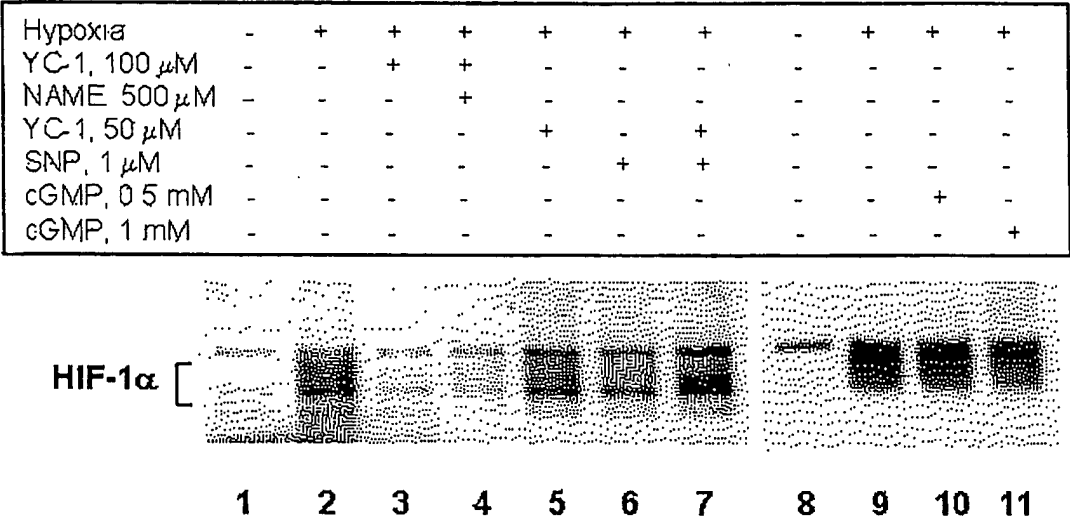 Hypoxia - + + + + + + - + + +
YC-1, 100 μM - - + + - - - - - - -
NAME 500 μM - - - + - - - - - - -
YC-1, 50 μM - - - - + - + - - - -
SNP, 1 μM - - - - - + + - - - -
cGMP, 0 5 mM - - - - - - - - - + -
cGMP, 1 mM - - - - - - - - - - +
HIF-1α [
1 2 3 4 5 6 7 8 9 10 11